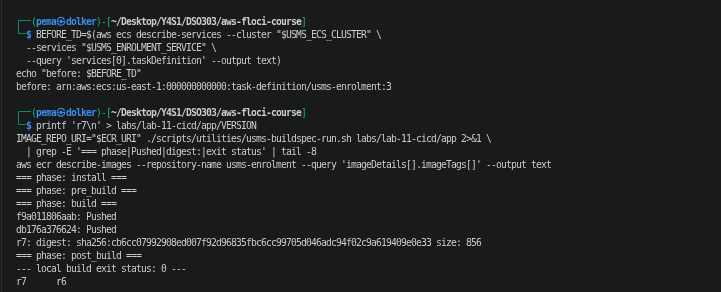 ┌──(pema㉿dolker)-[~/Desktop/Y4S1/DSO303/aws-floci-course]
└─$ BEFORE_TD=$(aws ecs describe-services --cluster "$USMS_ECS_CLUSTER" \
  --services "$USMS_ENROLMENT_SERVICE" \
  --query 'services[0].taskDefinition' --output text)
echo "before: $BEFORE_TD"
before: arn:aws:ecs:us-east-1:000000000000:task-definition/usms-enrolment:3

┌──(pema㉿dolker)-[~/Desktop/Y4S1/DSO303/aws-floci-course]
└─$ printf 'r7\n' > labs/lab-11-cicd/app/VERSION
IMAGE_REPO_URI="$ECR_URI" ./scripts/utilities/usms-buildspec-run.sh labs/lab-11-cicd/app 2>&1 \
  | grep -E '=== phase|Pushed|digest:|exit status' | tail -8
aws ecr describe-images --repository-name usms-enrolment --query 'imageDetails[].imageTags[]' --output text
=== phase: install ===
=== phase: pre_build ===
=== phase: build ===
f9a011806aab: Pushed
db176a376624: Pushed
r7: digest: sha256:cb6cc07992908ed007f92d96835fbc6cc99705d046adc94f02c9a619409e0e33 size: 856
=== phase: post_build ===
--- local build exit status: 0 ---
r7      r6